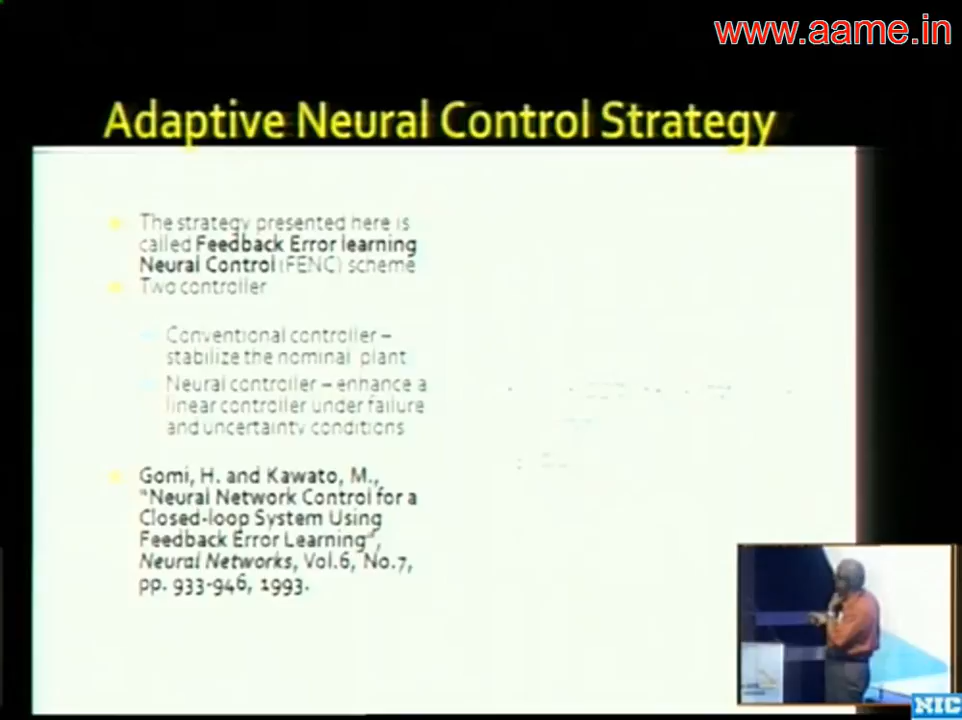 www.aame.in
Adaptive Neural Control Strategy
The strategy presented here is
called Feedback Error learning
Neural Control (FENC) scheme
Two controller
– Conventional controller –
stabilize the nominal plant
– Neural controller – enhance a
linear controller under failure
and uncertainty conditions
Gomi, H. and Kawato, M.,
"Neural Network Control for a
Closed-loop System Using
Feedback Error Learning",
Neural Networks, Vol.6, No.7,
pp. 933-946, 1993.
NIC